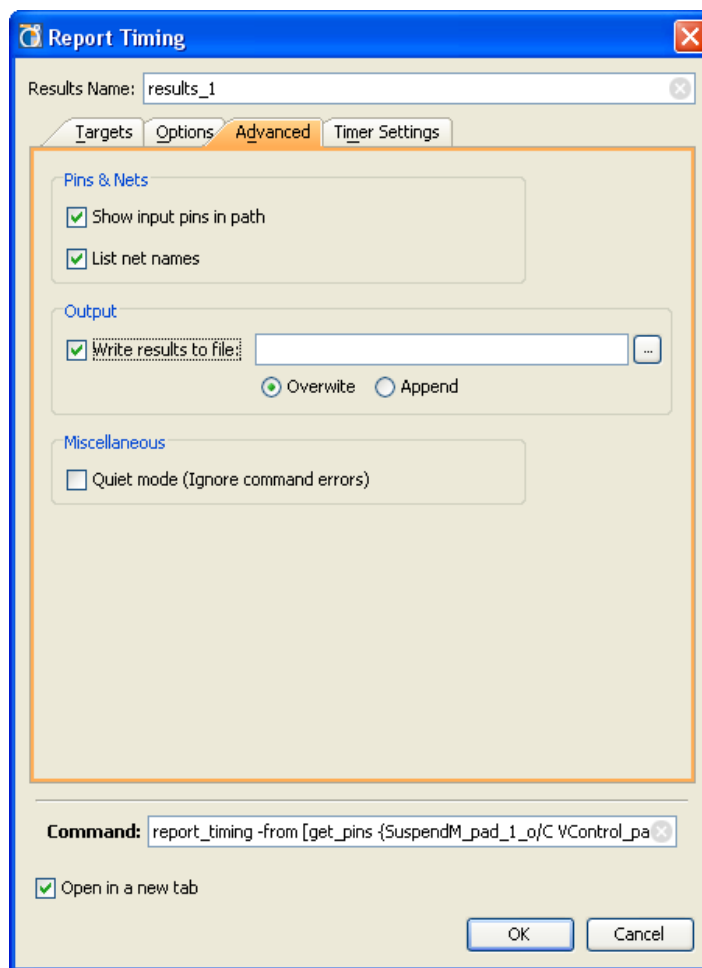 Report Timing
Results Name: results_1
Targets Options Advanced Timer Settings
Pins & Nets
Show input pins in path
List net names
Output
Write results to file: ...
Overwite Append
Miscellaneous
Quiet mode (Ignore command errors)
Command: report_timing -from [get_pins {SuspendM_pad_1_o/C VControl_pa
Open in a new tab
OK Cancel